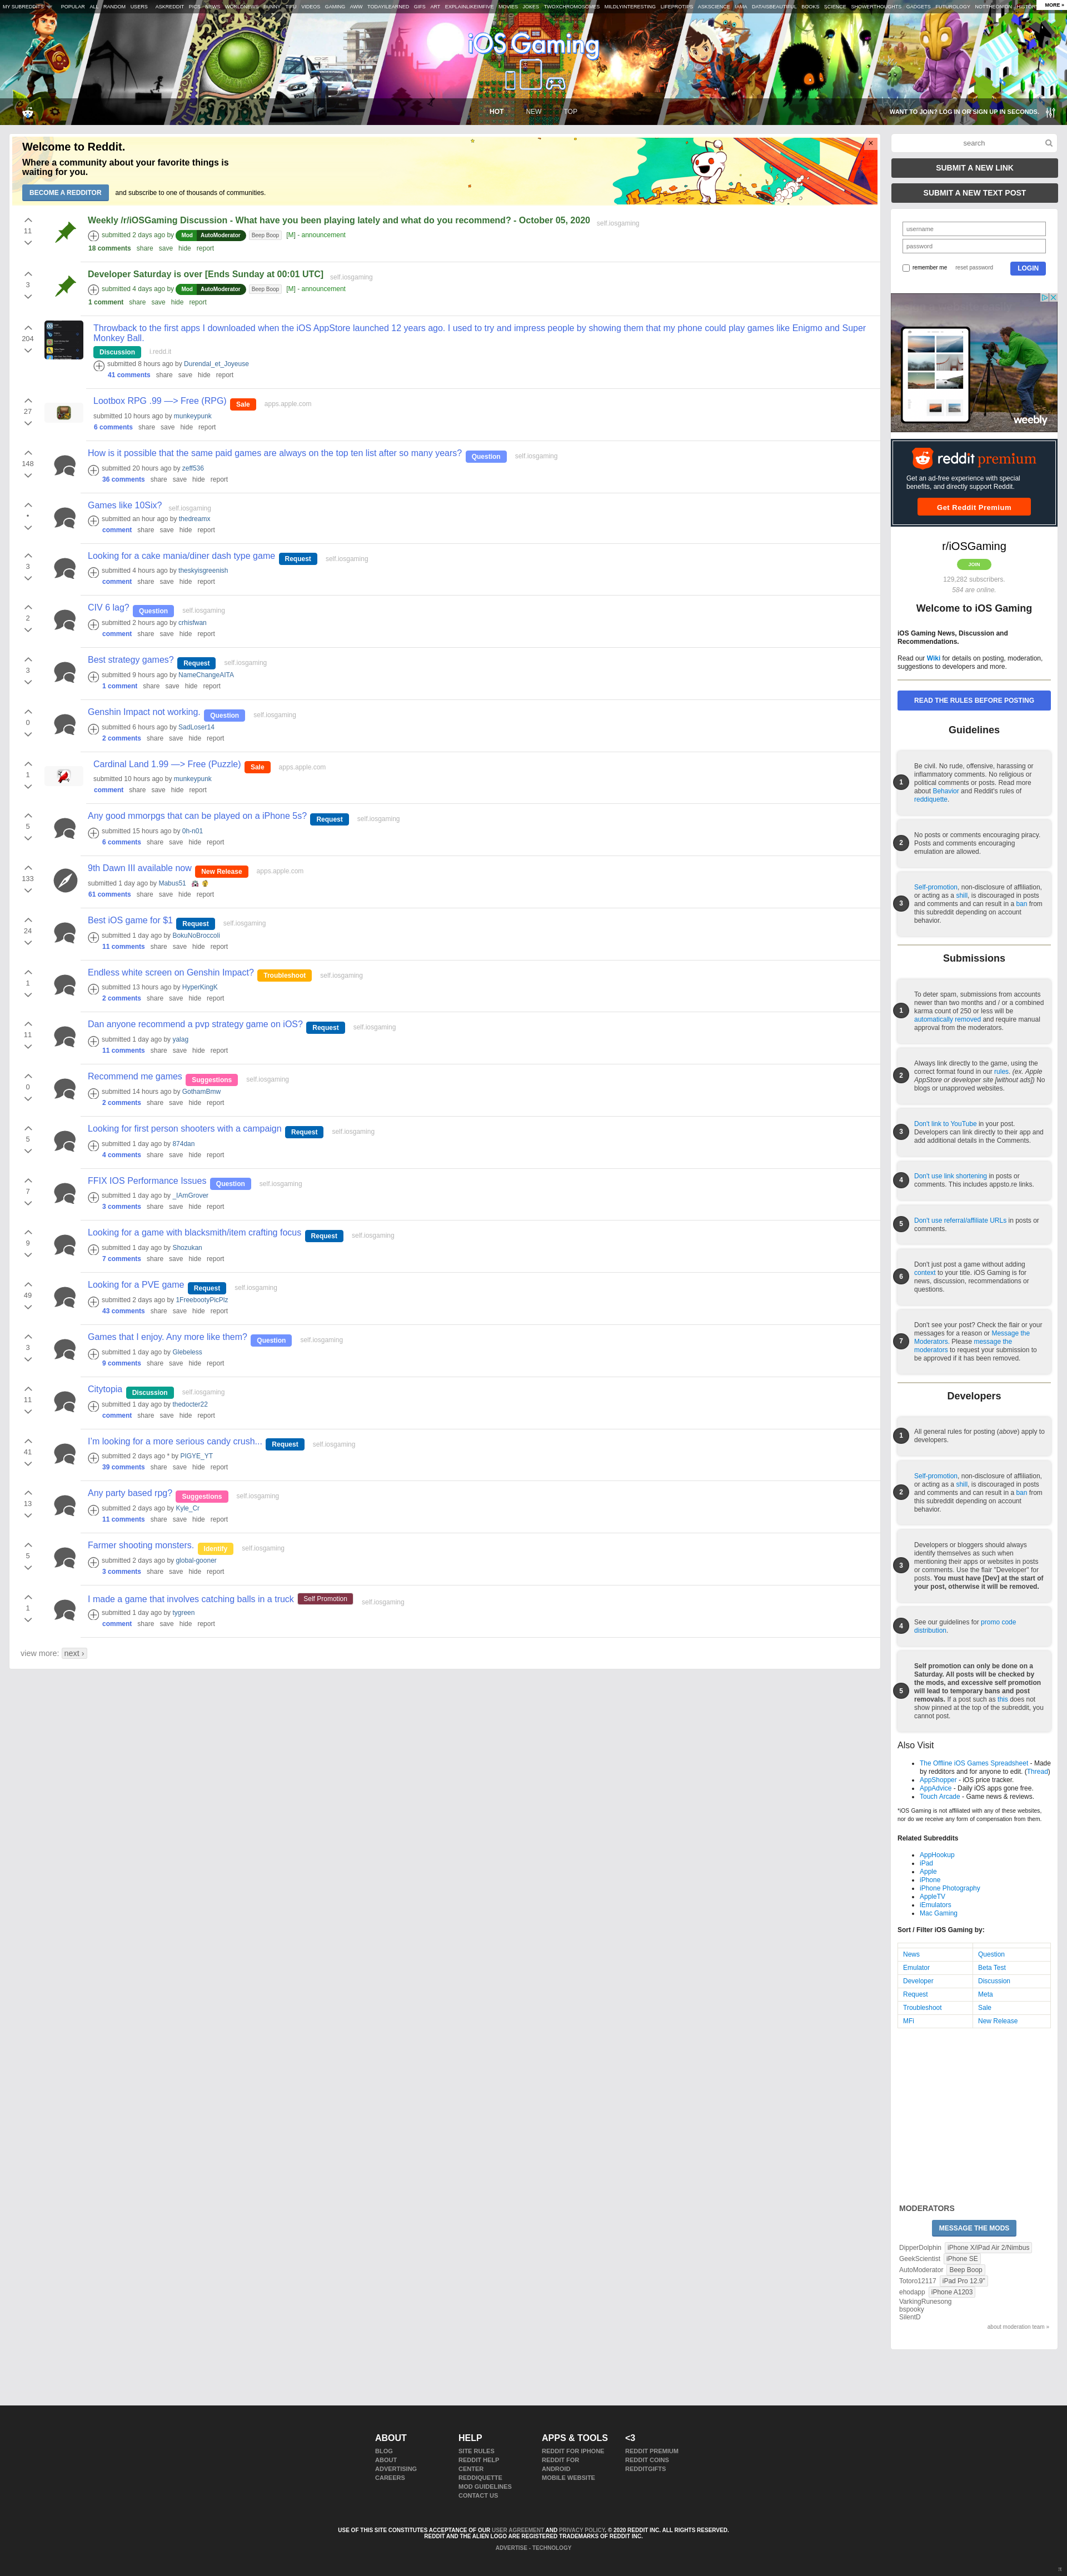 MY SUBREDDITS POPULAR ALL RANDOM USERS ASKREDDIT PICS NEWS WORLDNEWS FUNNY TIFU VIDEOS GAMING AWW TODAYILEARNED GIFS ART EXPLAINLIKEIMFIVE MOVIES JOKES TWOXCHROMOSOMES MILDLYINTERESTING LIFEPROTIPS ASKSCIENCE IAMA DATAISBEAUTIFUL BOOKS SCIENCE SHOWERTHOUGHTS GADGETS FUTUROLOGY NOTTHEONION MORE »
iOS Gaming
HOT NEW TOP
WANT TO JOIN? LOG IN OR SIGN UP IN SECONDS.
Welcome to Reddit.
Where a community about your favorite things is
waiting for you.
BECOME A REDDITOR and subscribe to one of thousands of communities.
×
11
Weekly /r/iOSGaming Discussion - What have you been playing lately and what do you recommend? - October 05, 2020 self.iosgaming
submitted 2 days ago by Mod AutoModerator Beep Boop [M] - announcement
18 comments share save hide report
3
Developer Saturday is over [Ends Sunday at 00:01 UTC] self.iosgaming
submitted 4 days ago by Mod AutoModerator Beep Boop [M] - announcement
1 comment share save hide report
204
Throwback to the first apps I downloaded when the iOS AppStore launched 12 years ago. I used to try and impress people by showing them that my phone could play games like Enigmo and Super
Monkey Ball.
Discussion i.redd.it
submitted 8 hours ago by Durendal_et_Joyeuse
41 comments share save hide report
27
Lootbox RPG .99 —> Free (RPG) Sale apps.apple.com
submitted 10 hours ago by munkeypunk
6 comments share save hide report
148
How is it possible that the same paid games are always on the top ten list after so many years? Question self.iosgaming
submitted 20 hours ago by zeff536
36 comments share save hide report
•
Games like 10Six? self.iosgaming
submitted an hour ago by thedreamx
comment share save hide report
3
Looking for a cake mania/diner dash type game Request self.iosgaming
submitted 4 hours ago by theskyisgreenish
comment share save hide report
2
CIV 6 lag? Question self.iosgaming
submitted 2 hours ago by crhisfwan
comment share save hide report
3
Best strategy games? Request self.iosgaming
submitted 9 hours ago by NameChangeAITA
1 comment share save hide report
0
Genshin Impact not working. Question self.iosgaming
submitted 6 hours ago by SadLoser14
2 comments share save hide report
1
Cardinal Land 1.99 —> Free (Puzzle) Sale apps.apple.com
submitted 10 hours ago by munkeypunk
comment share save hide report
5
Any good mmorpgs that can be played on a iPhone 5s? Request self.iosgaming
submitted 15 hours ago by 0h-n01
6 comments share save hide report
133
9th Dawn III available now New Release apps.apple.com
submitted 1 day ago by Mabus51
61 comments share save hide report
24
Best iOS game for $1 Request self.iosgaming
submitted 1 day ago by BokuNoBroccoli
11 comments share save hide report
1
Endless white screen on Genshin Impact? Troubleshoot self.iosgaming
submitted 13 hours ago by HyperKingK
2 comments share save hide report
11
Dan anyone recommend a pvp strategy game on iOS? Request self.iosgaming
submitted 1 day ago by yalag
11 comments share save hide report
0
Recommend me games Suggestions self.iosgaming
submitted 14 hours ago by GothamBmw
2 comments share save hide report
5
Looking for first person shooters with a campaign Request self.iosgaming
submitted 1 day ago by 874dan
4 comments share save hide report
7
FFIX IOS Performance Issues Question self.iosgaming
submitted 1 day ago by _IAmGrover
3 comments share save hide report
9
Looking for a game with blacksmith/item crafting focus Request self.iosgaming
submitted 1 day ago by Shozukan
7 comments share save hide report
49
Looking for a PVE game Request self.iosgaming
submitted 2 days ago by 1FreebootyPicPlz
43 comments share save hide report
3
Games that I enjoy. Any more like them? Question self.iosgaming
submitted 1 day ago by Glebeless
9 comments share save hide report
11
Citytopia Discussion self.iosgaming
submitted 1 day ago by thedocter22
comment share save hide report
41
I'm looking for a more serious candy crush... Request self.iosgaming
submitted 2 days ago * by PIGYE_YT
39 comments share save hide report
13
Any party based rpg? Suggestions self.iosgaming
submitted 2 days ago by Kyle_Cr
11 comments share save hide report
5
Farmer shooting monsters. Identify self.iosgaming
submitted 2 days ago by global-gooner
3 comments share save hide report
1
I made a game that involves catching balls in a truck Self Promotion self.iosgaming
submitted 1 day ago by tygreen
comment share save hide report
view more: next ›
search
SUBMIT A NEW LINK
SUBMIT A NEW TEXT POST
username
password
remember me reset password LOGIN
weebly
reddit premium
Get an ad-free experience with special
benefits, and directly support Reddit.
Get Reddit Premium
r/iOSGaming
JOIN
129,282 subscribers.
584 are online.
Welcome to iOS Gaming
iOS Gaming News, Discussion and
Recommendations.
Read our Wiki for details on posting, moderation,
suggestions to developers and more.
READ THE RULES BEFORE POSTING
Guidelines
1
Be civil. No rude, offensive, harassing or
inflammatory comments. No religious or
political comments or posts. Read more
about Behavior and Reddit's rules of
reddiquette.
2
No posts or comments encouraging piracy.
Posts and comments encouraging
emulation are allowed.
3
Self-promotion, non-disclosure of affiliation,
or acting as a shill, is discouraged in posts
and comments and can result in a ban from
this subreddit depending on account
behavior.
Submissions
1
To deter spam, submissions from accounts
newer than two months and / or a combined
karma count of 250 or less will be
automatically removed and require manual
approval from the moderators.
2
Always link directly to the game, using the
correct format found in our rules. (ex. Apple
AppStore or developer site [without ads]) No
blogs or unapproved websites.
3
Don't link to YouTube in your post.
Developers can link directly to their app and
add additional details in the Comments.
4
Don't use link shortening in posts or
comments. This includes appsto.re links.
5
Don't use referral/affiliate URLs in posts or
comments.
6
Don't just post a game without adding
context to your title. iOS Gaming is for
news, discussion, recommendations or
questions.
7
Don't see your post? Check the flair or your
messages for a reason or Message the
Moderators. Please message the
moderators to request your submission to
be approved if it has been removed.
Developers
1
All general rules for posting (above) apply to
developers.
2
Self-promotion, non-disclosure of affiliation,
or acting as a shill, is discouraged in posts
and comments and can result in a ban from
this subreddit depending on account
behavior.
3
Developers or bloggers should always
identify themselves as such when
mentioning their apps or websites in posts
or comments. Use the flair "Developer" for
posts. You must have [Dev] at the start of
your post, otherwise it will be removed.
4
See our guidelines for promo code
distribution.
5
Self promotion can only be done on a
Saturday. All posts will be checked by
the mods, and excessive self promotion
will lead to temporary bans and post
removals. If a post such as this does not
show pinned at the top of the subreddit, you
cannot post.
Also Visit
The Offline iOS Games Spreadsheet - Made
by redditors and for anyone to edit. (Thread)
AppShopper - iOS price tracker.
AppAdvice - Daily iOS apps gone free.
Touch Arcade - Game news & reviews.
*iOS Gaming is not affiliated with any of these websites,
nor do we receive any form of compensation from them.
Related Subreddits
AppHookup
iPad
Apple
iPhone
iPhone Photography
AppleTV
iEmulators
Mac Gaming
Sort / Filter iOS Gaming by:
News Question
Emulator Beta Test
Developer Discussion
Request Meta
Troubleshoot Sale
MFI New Release
MODERATORS
MESSAGE THE MODS
DipperDolphin iPhone X/iPad Air 2/Nimbus
GeekScientist iPhone SE
AutoModerator Beep Boop
Totoro12117 iPad Pro 12.9"
ehodapp iPhone A1203
VarkingRunesong
bspooky
SilentD
about moderation team »
ABOUT
BLOG
ABOUT
ADVERTISING
CAREERS
HELP
SITE RULES
REDDIT HELP
CENTER
REDDIQUETTE
MOD GUIDELINES
CONTACT US
APPS & TOOLS
REDDIT FOR IPHONE
REDDIT FOR
ANDROID
MOBILE WEBSITE
<3
REDDIT PREMIUM
REDDIT COINS
REDDITGIFTS
USE OF THIS SITE CONSTITUTES ACCEPTANCE OF OUR USER AGREEMENT AND PRIVACY POLICY. © 2020 REDDIT INC. ALL RIGHTS RESERVED.
REDDIT AND THE ALIEN LOGO ARE REGISTERED TRADEMARKS OF REDDIT INC.
ADVERTISE - TECHNOLOGY
π